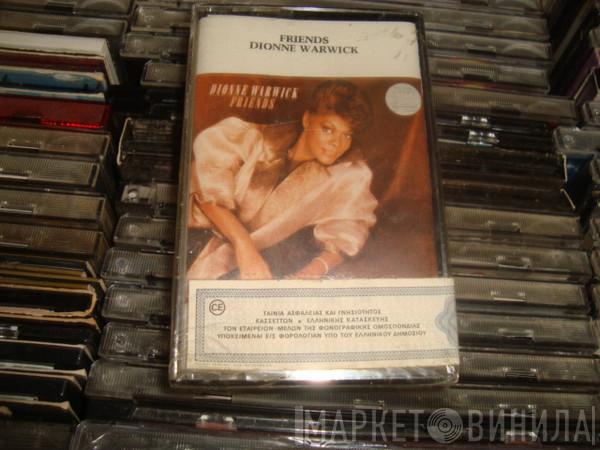 FRIENDS
DIONNE WARWICK
DIONNE WARWICK
FRIENDS
CE
ΤΑΙΝΙΑ ΑΣΦΑΛΕΙΑΣ ΚΑΙ ΓΝΗΣΙΟΤΗΤΟΣ
ΚΑΣΣΕΤΤΩΝ • ΕΛΛΗΝΙΚΗΣ ΚΑΤΑΣΚΕΥΗΣ
ΤΩΝ ΕΤΑΙΡΕΙΩΝ-ΜΕΛΩΝ ΤΗΣ ΦΩΝΟΓΡΑΦΙΚΗΣ ΟΜΟΣΠΟΝΔΙΑΣ
ΥΠΟΚΕΙΜΕΝΑΙ ΕΙΣ ΦΟΡΟΛΟΓΙΑΝ ΥΠΟ ΤΟΥ ΕΛΛΗΝΙΚΟΥ ΔΗΜΟΣΙΟΥ
МАРКЕТ ВИНИЛА